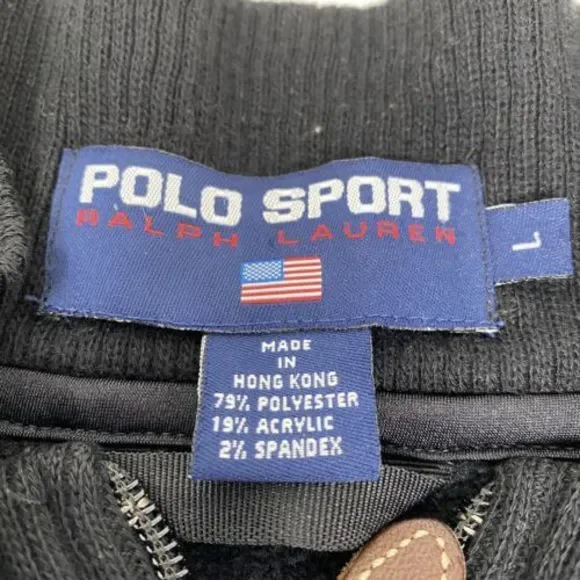 POLO SPORT
RALPH LAUREN
L
MADE
IN
HONG KONG
79% POLYESTER
19% ACRYLIC
2% SPANDEX